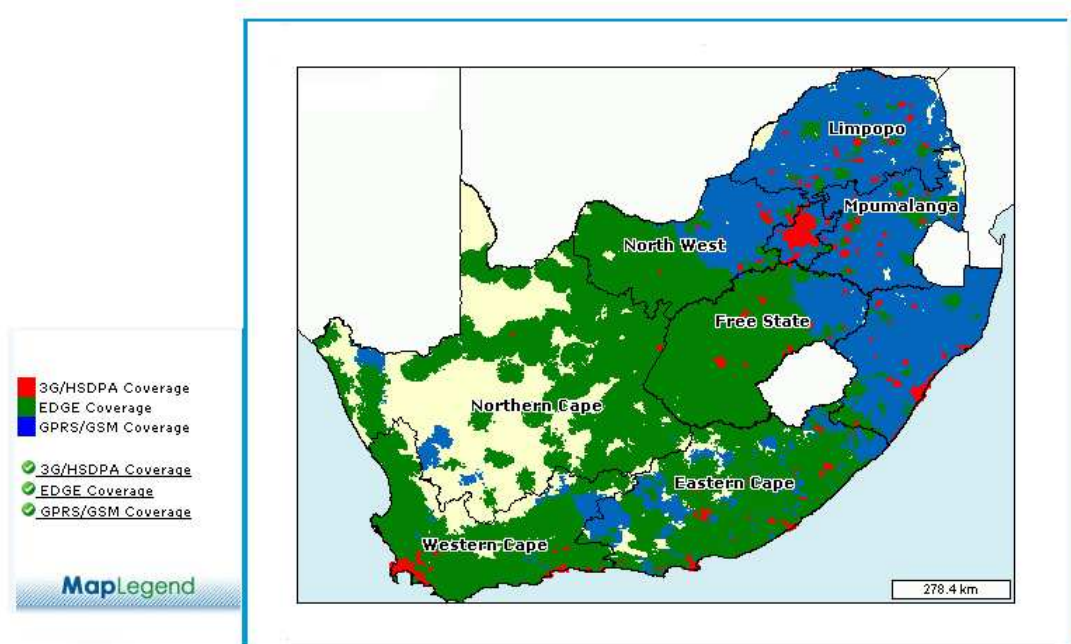 3G/HSDPA Coverage
EDGE Coverage
GPRS/GSM Coverage
3G/HSDPA Coverage
EDGE Coverage
GPRS/GSM Coverage
MapLegend
Limpopo
Mpumalanga
North West
Free State
Northern Cape
Eastern Cape
Western Cape
278.4 km